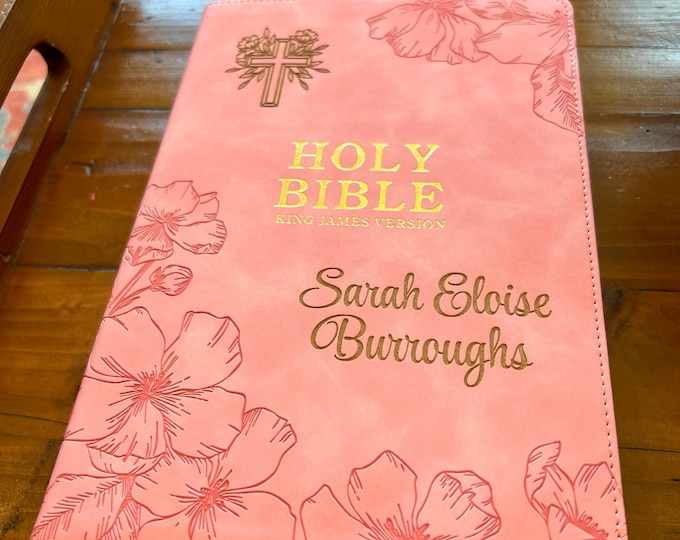 HOLY
BIBLE
KING JAMES VERSION
Sarah Eloise
Burroughs